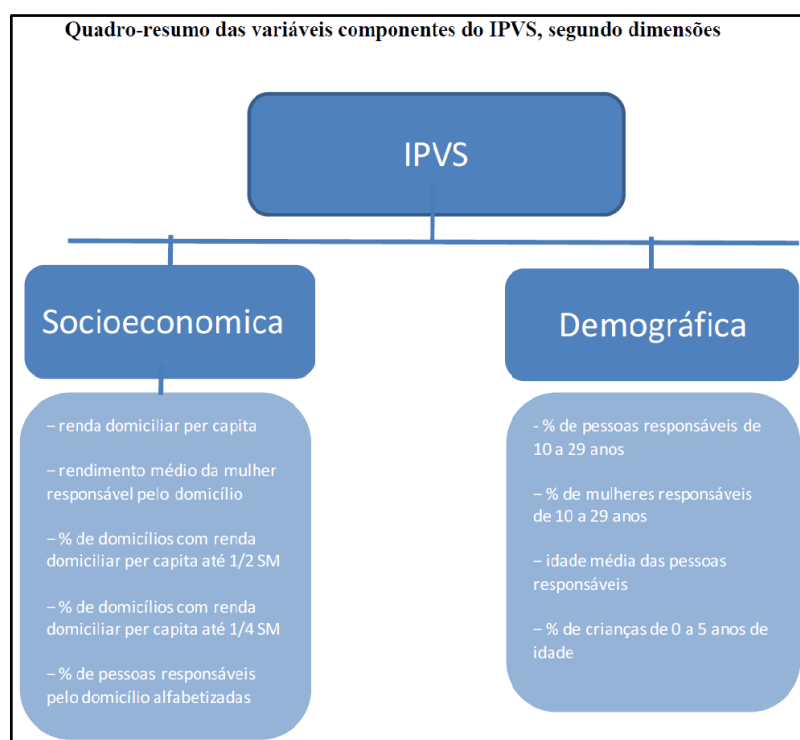 Quadro-resumo das variáveis componentes do IPVS, segundo dimensões
IPVS
Socioeconomica
– renda domiciliar per capita
– rendimento médio da mulher
responsável pelo domicílio
– % de domicílios com renda
domiciliar per capita até 1/2 SM
– % de domicílios com renda
domiciliar per capita até 1/4 SM
– % de pessoas responsáveis
pelo domicílio alfabetizadas
Demográfica
- % de pessoas responsáveis de
10 a 29 anos
– % de mulheres responsáveis
de 10 a 29 anos
– idade média das pessoas
responsáveis
– % de crianças de 0 a 5 anos de
idade